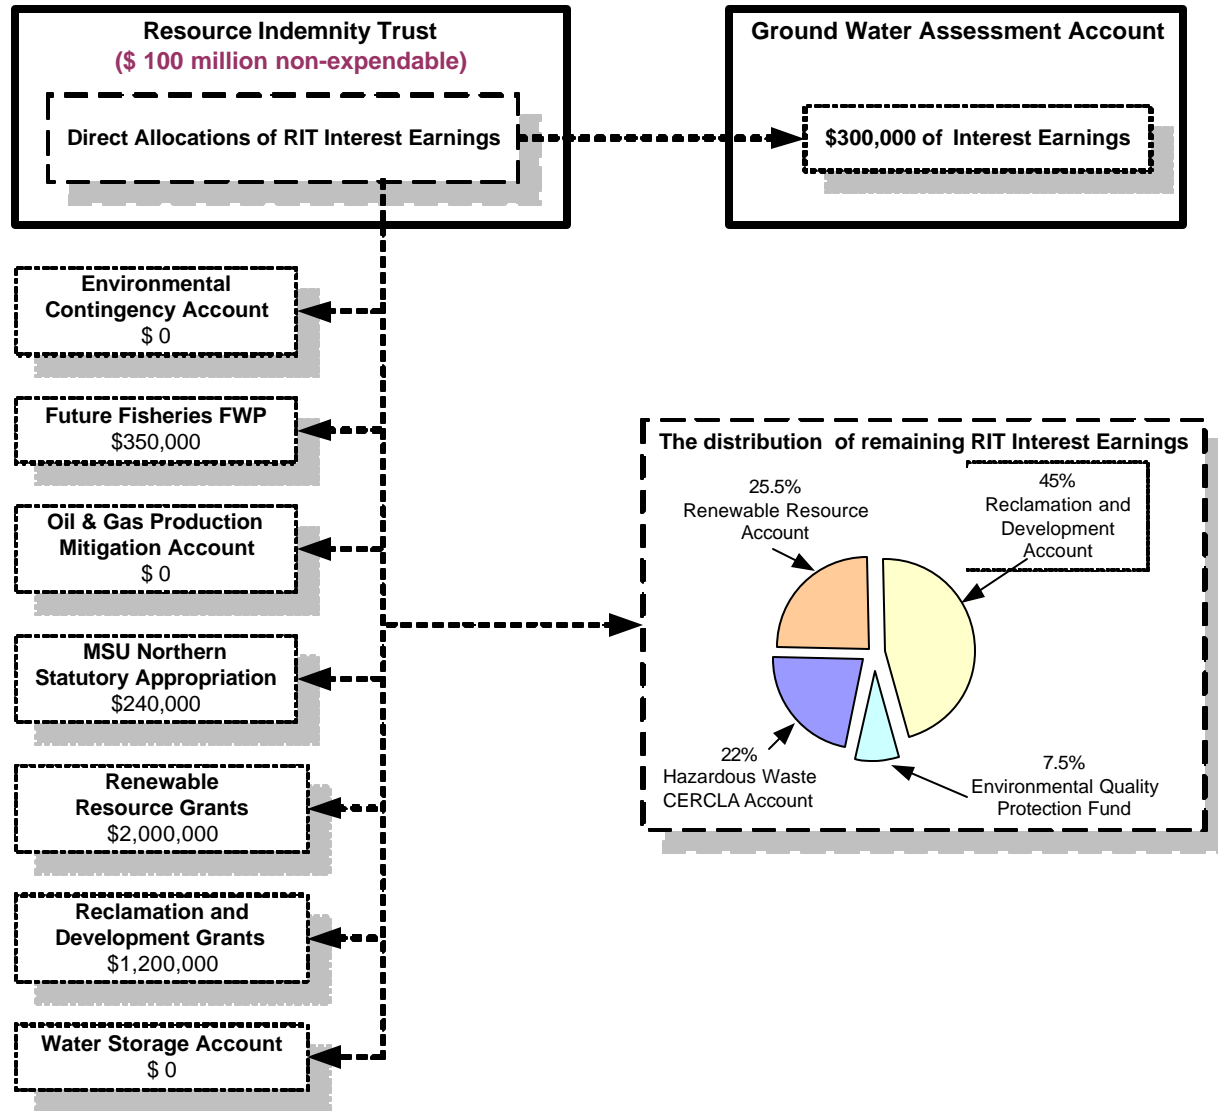 Resource Indemnity Trust
($ 100 million non-expendable)
Direct Allocations of RIT Interest Earnings
Ground Water Assessment Account
$300,000 of Interest Earnings
Environmental
Contingency Account
$ 0
Future Fisheries FWP
$350,000
Oil & Gas Production
Mitigation Account
$ 0
MSU Northern
Statutory Appropriation
$240,000
Renewable
Resource Grants
$2,000,000
Reclamation and
Development Grants
$1,200,000
Water Storage Account
$ 0
The distribution of remaining RIT Interest Earnings
25.5%
Renewable Resource
Account
45%
Reclamation and
Development
Account
22%
Hazardous Waste
CERCLA Account
7.5%
Environmental Quality
Protection Fund